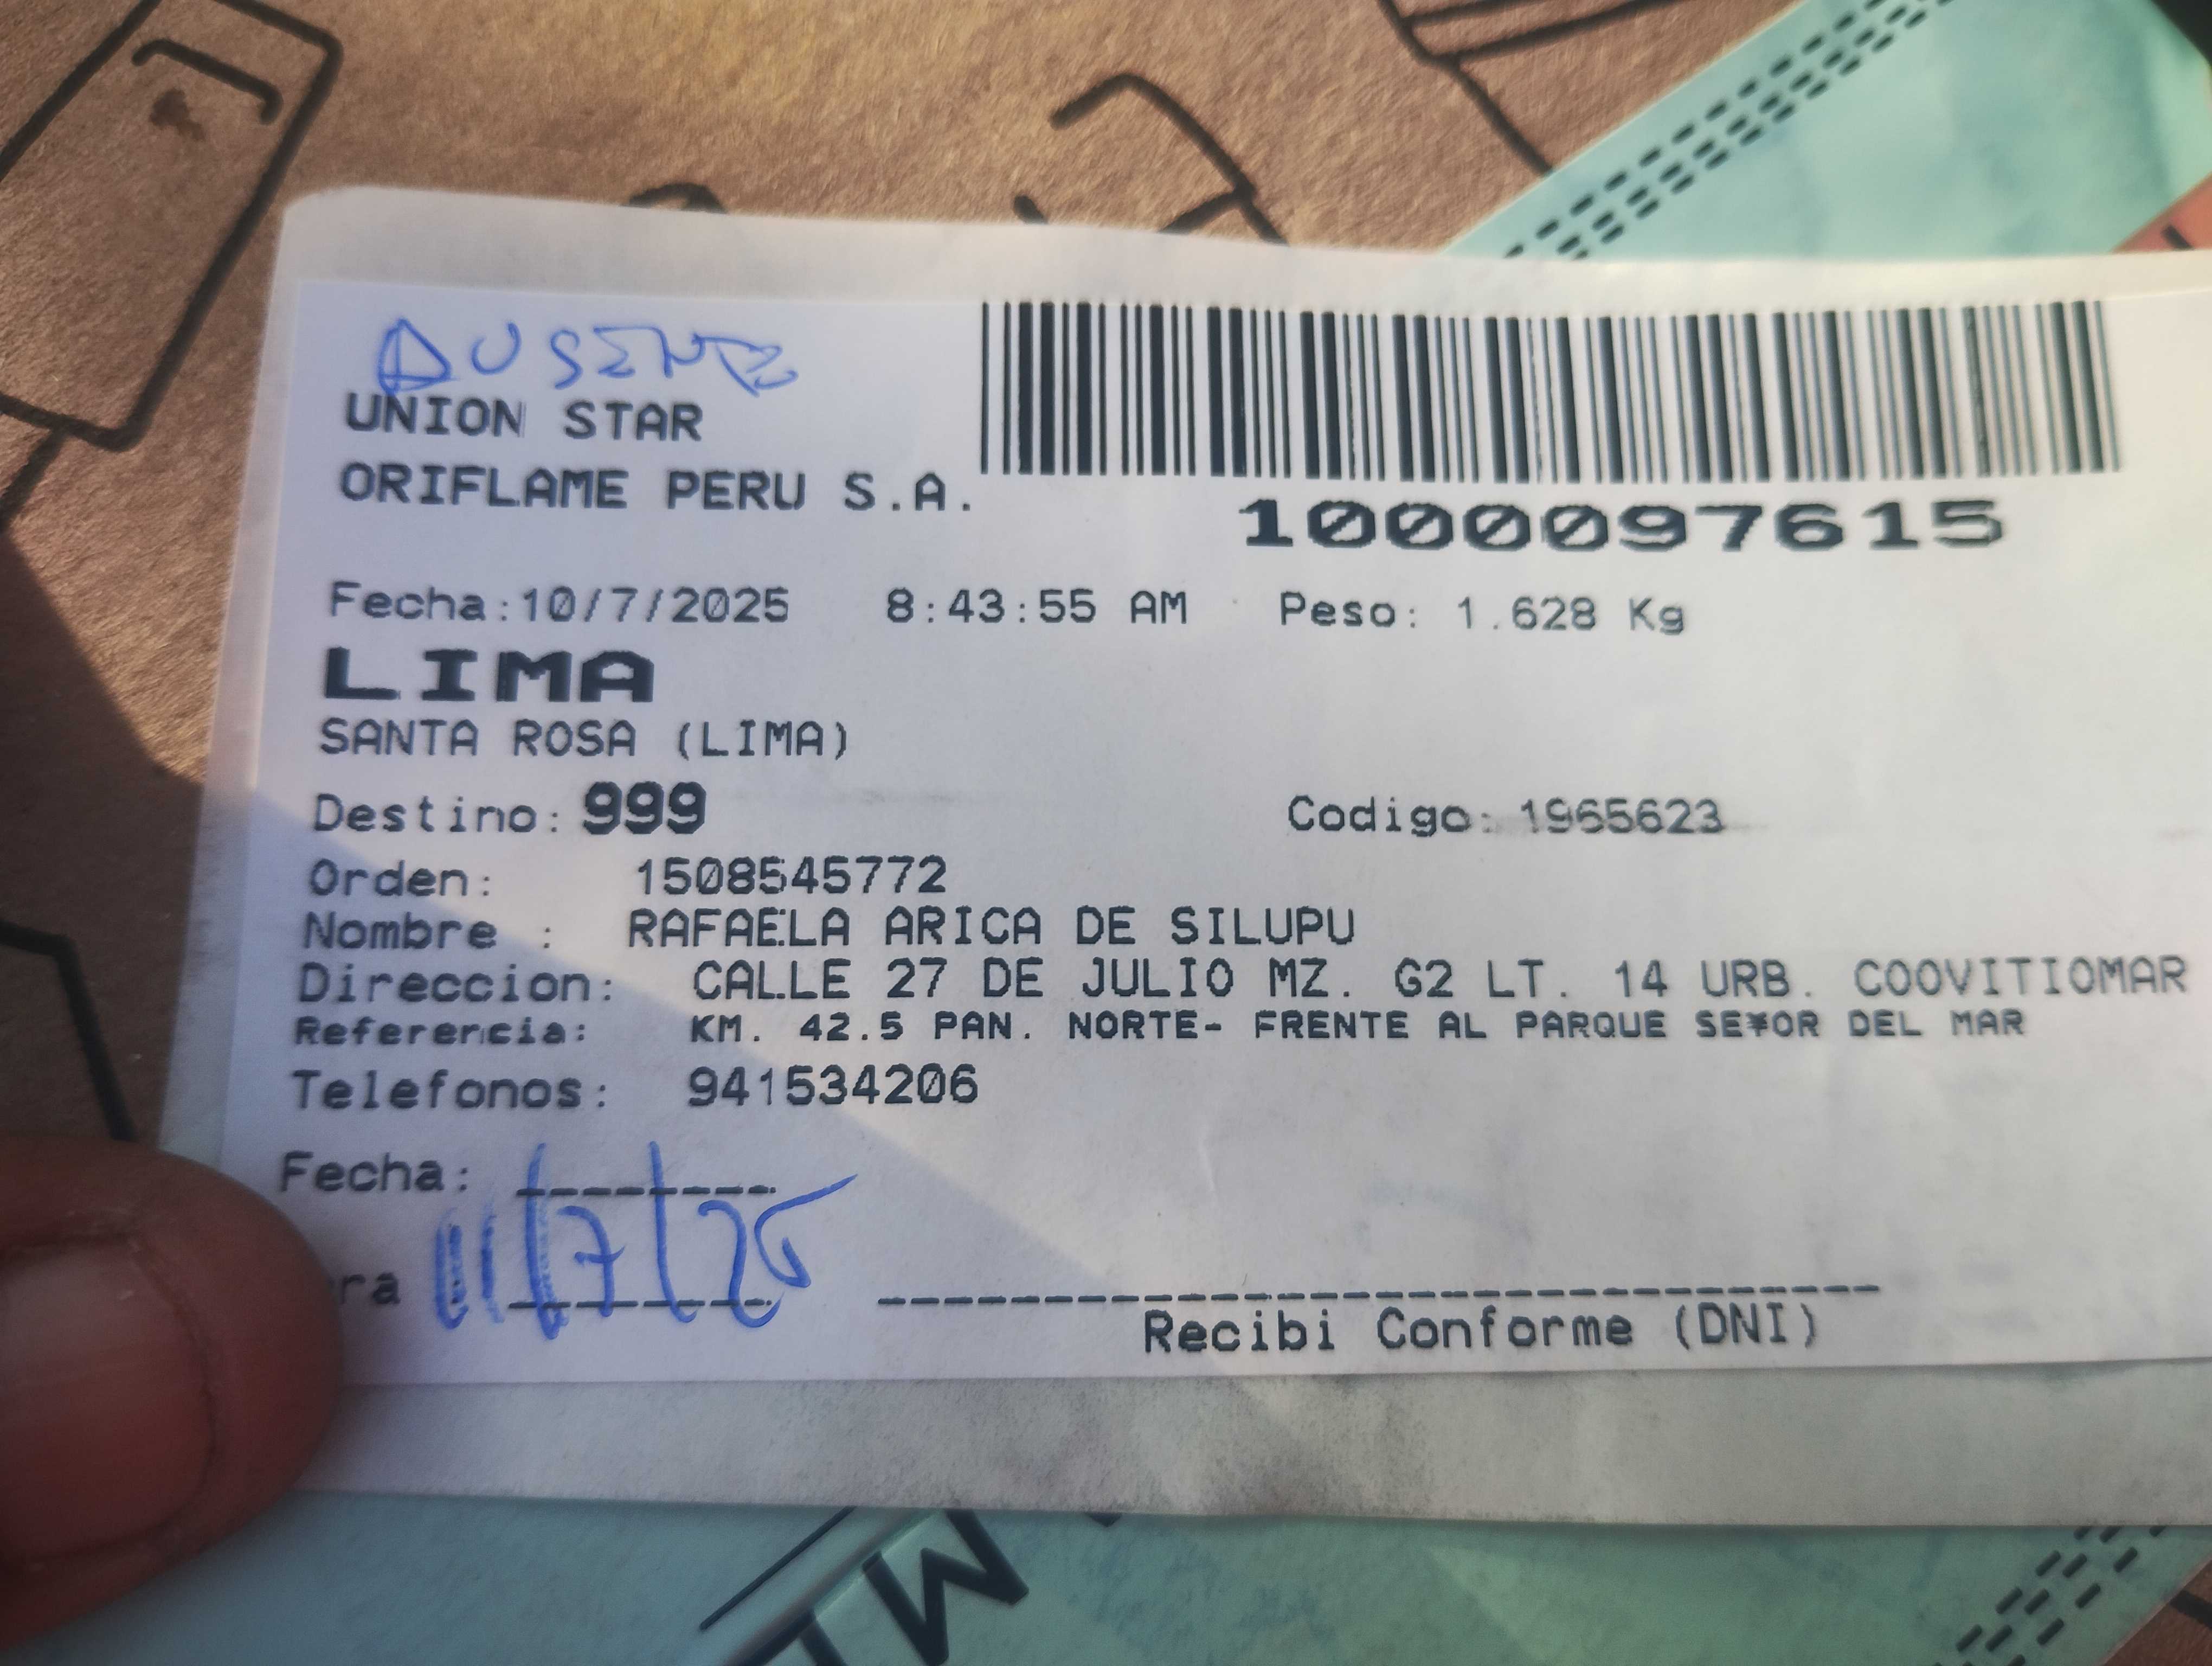 AUSENTE
UNION STAR
ORIFLAME PERU S.A.
1000097615
Fecha:10/7/2025 8:43:55 AM Peso: 1.628 Kg
LIMA
SANTA ROSA (LIMA)
Destino: 999 Codigo: 1965623
Orden: 1508545772
Nombre : RAFAELA ARICA DE SILUPU
Direccion: CALLE 27 DE JULIO MZ. G2 LT. 14 URB. COOVITIOMAR
Referencia: KM. 42.5 PAN. NORTE- FRENTE AL PARQUE SE¥OR DEL MAR
Telefonos: 941534206
Fecha:
11/7/25
ra
Recibi Conforme (DNI)